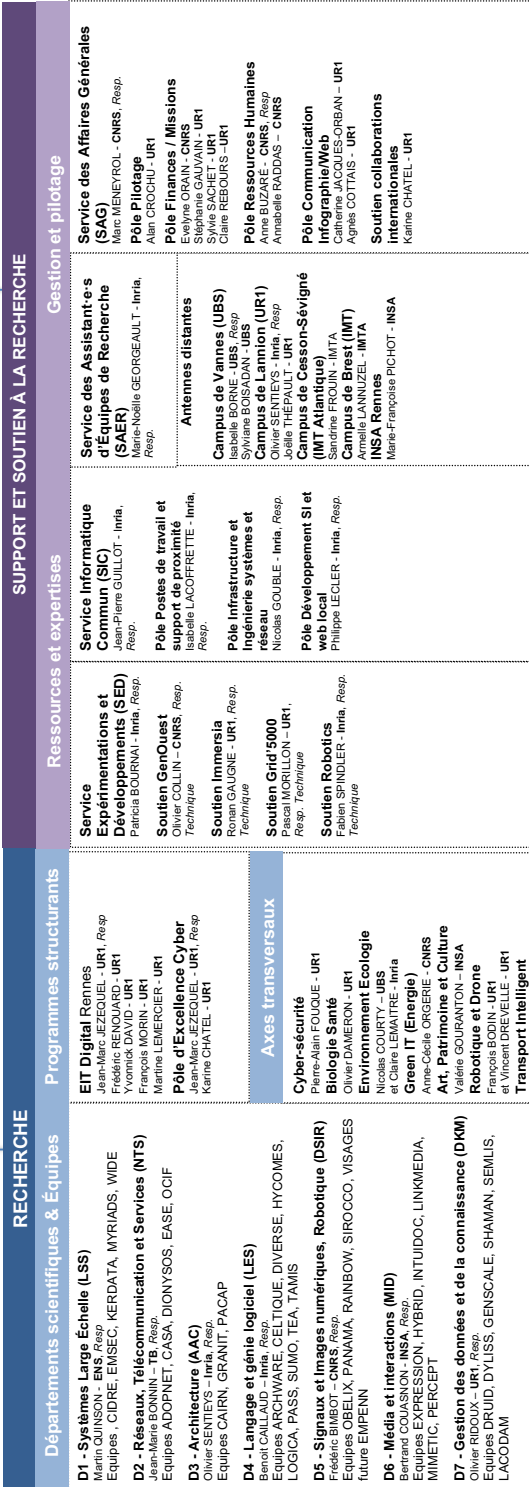 RECHERCHE
Départements scientifiques & Équipes
D1 - Systèmes Large Échelle (LSS)
Martin QUINSON - ENS, Resp
Equipes , CIDRE, EMSEC, KERDATA, MYRIADS, WIDE
D2 - Réseaux, Télécommunication et Services (NTS)
Jean-Marie BONNIN – TB, Resp.
Equipes ADOPNET, CASA, DIONYSOS, EASE, OCIF
D3 - Architecture (AAC)
Olivier SENTIEYS – Inria, Resp.
Equipes CAIRN, GRANIT, PACAP
D4 - Langage et génie logiciel (LES)
Benoit CAILLAUD – Inria, Resp.
Equipes ARCHWARE, CELTIQUE, DIVERSE, HYCOMES,
LOGICA, PASS, SUMO, TEA, TAMIS
D5 - Signaux et Images numériques, Robotique (DSIR)
Frédéric BIMBOT – CNRS, Resp.
Equipes OBELIX, PANAMA, RAINBOW, SIROCCO, VISAGES
future EMPENN
D6 - Média et interactions (MID)
Bertrand COUASNON - INSA, Resp.
Equipes EXPRESSION, HYBRID, INTUIDOC, LINKMEDIA,
MIMETIC, PERCEPT
D7 - Gestion des données et de la connaissance (DKM)
Olivier RIDOUX – UR1, Resp.
Equipes DRUID, DYLISS, GENSCALE, SHAMAN, SEMLIS,
LACODAM
Programmes structurants
EIT Digital Rennes
Jean-Marc JEZEQUEL - UR1, Resp
Frédéric RENOUARD - UR1
Yvonnick DAVID - UR1
François MORIN - UR1
Martine LEMERCIER - UR1
Pôle d'Excellence Cyber
Jean-Marc JEZEQUEL - UR1, Resp
Karine CHATEL - UR1
Axes transversaux
Cyber-sécurité
Pierre-Alain FOUQUE - UR1
Biologie Santé
Olivier DAMERON - UR1
Environnement Ecologie
Nicolas COURTY – UBS
et Claire LEMAITRE - Inria
Green IT (Energie)
Anne-Cécile ORGERIE - CNRS
Art, Patrimoine et Culture
Valérie GOURANTON – INSA
Robotique et Drone
François BODIN - UR1
et Vincent DREVELLE - UR1
Transport Intelligent
SUPPORT ET SOUTIEN À LA RECHERCHE
Ressources et expertises
Service
Expérimentations et
Développements (SED)
Patricia BOURNAI - Inria, Resp.
Soutien GenOuest
Olivier COLLIN – CNRS, Resp.
Technique
Soutien Immersia
Ronan GAUGNE - UR1, Resp.
Technique
Soutien Grid'5000
Pascal MORILLON – UR1,
Resp. Technique
Soutien Robotics
Fabien SPINDLER - Inria, Resp.
Technique
Service Informatique
Commun (SIC)
Jean-Pierre GUILLOT - Inria,
Resp.
Pôle Postes de travail et
support de proximité
Isabelle LACOFFRETTE - Inria,
Resp.
Pôle Infrastructure et
Ingénierie systèmes et
réseau
Nicolas GOUBLE - Inria, Resp.
Pôle Développement SI et
web local
Philippe LECLER - Inria, Resp.
Gestion et pilotage
Service des Assistant·e·s
d'Équipes de Recherche
(SAER)
Marie-Noëlle GEORGEAULT - Inria,
Resp.
Antennes distantes
Campus de Vannes (UBS)
Isabelle BORNE - UBS, Resp
Sylviane BOISADAN - UBS
Campus de Lannion (UR1)
Olivier SENTIEYS - Inria, Resp
Joëlle THÉPAULT - UR1
Campus de Cesson-Sévigné
(IMT Atlantique)
Sandrine FROUIN - IMTA
Campus de Brest (IMT)
Armelle LANNUZEL - IMTA
INSA Rennes
Marie-Françoise PICHOT - INSA
Service des Affaires Générales
(SAG)
Marc MENEYROL - CNRS, Resp.
Pôle Pilotage
Alan CROCHU - UR1
Pôle Finances / Missions
Evelyne ORAIN - CNRS
Stéphanie GAUVAIN - UR1
Sylvie SACHET - UR1
Claire REBOURS –UR1
Pôle Ressources Humaines
Anne BUZARÉ - CNRS, Resp
Annabelle RADDAS – CNRS
Pôle Communication
Infographie/Web
Catherine JACQUES-ORBAN – UR1
Agnès COTTAIS - UR1
Soutien collaborations
internationales
Karine CHATEL - UR1